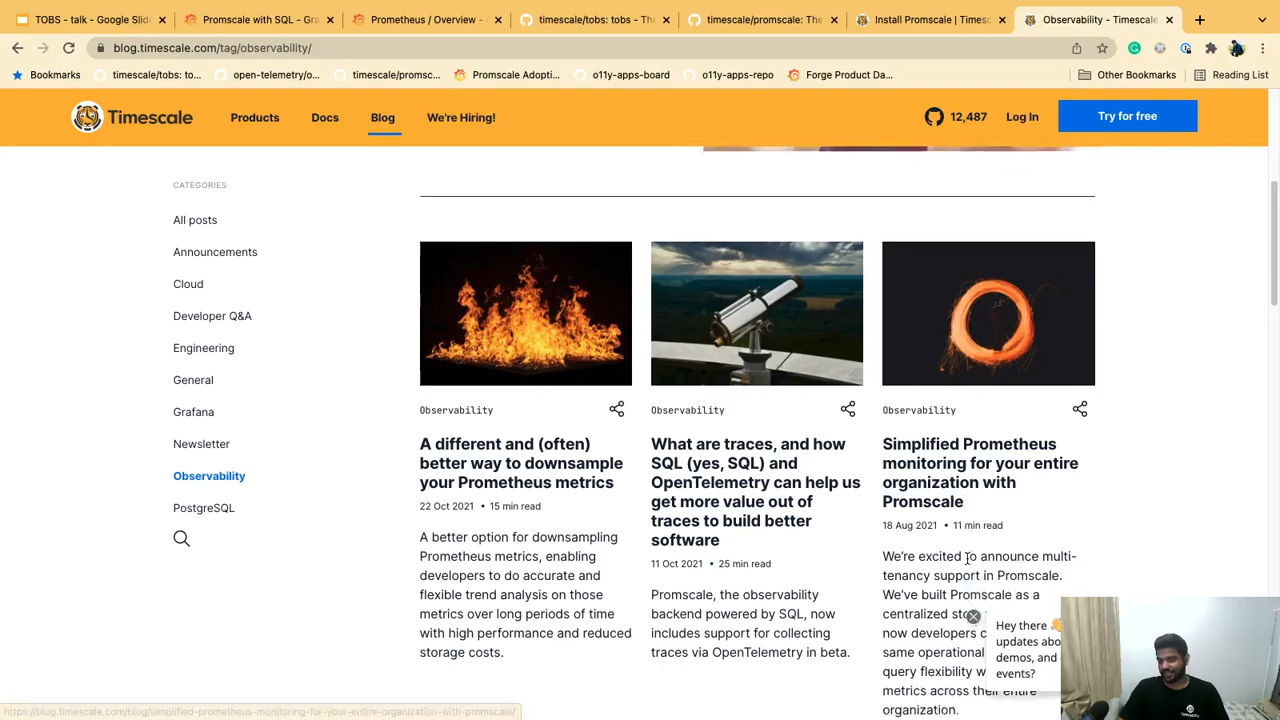 TOBS - talk - Google Slid
Promscale with SQL - Gra
Prometheus / Overview -
timescale/tobs: tobs - The
timescale/promscale: The
Install Promscale | Timesc
Observability - Timescale
blog.timescale.com/tag/observability/
Bookmarks
timescale/tobs: to...
open-telemetry/o...
timescale/promsc...
Promscale Adopti...
o11y-apps-board
o11y-apps-repo
Forge Product Da...
Other Bookmarks
Reading List
Timescale
Products
Docs
Blog
We're Hiring!
12,487
Log In
Try for free
CATEGORIES
All posts
Announcements
Cloud
Developer Q&A
Engineering
General
Grafana
Newsletter
Observability
PostgreSQL
Observability
A different and (often)
better way to downsample
your Prometheus metrics
22 Oct 2021 • 15 min read
A better option for downsampling
Prometheus metrics, enabling
developers to do accurate and
flexible trend analysis on those
metrics over long periods of time
with high performance and reduced
storage costs.
Observability
What are traces, and how
SQL (yes, SQL) and
OpenTelemetry can help us
get more value out of
traces to build better
software
11 Oct 2021 • 25 min read
Promscale, the observability
backend powered by SQL, now
includes support for collecting
traces via OpenTelemetry in beta.
Observability
Simplified Prometheus
monitoring for your entire
organization with
Promscale
18 Aug 2021 • 11 min read
We're excited to announce multi-
tenancy support in Promscale.
We've built Promscale as a
centralized sto
now developers c
same operational
query flexibility w
metrics across their entire
organization.
Hey there 👋
updates abo
demos, and
events?
https://blog.timescale.com/blog/simplified-prometheus-monitoring-for-your-entire-organization-with-promscale/